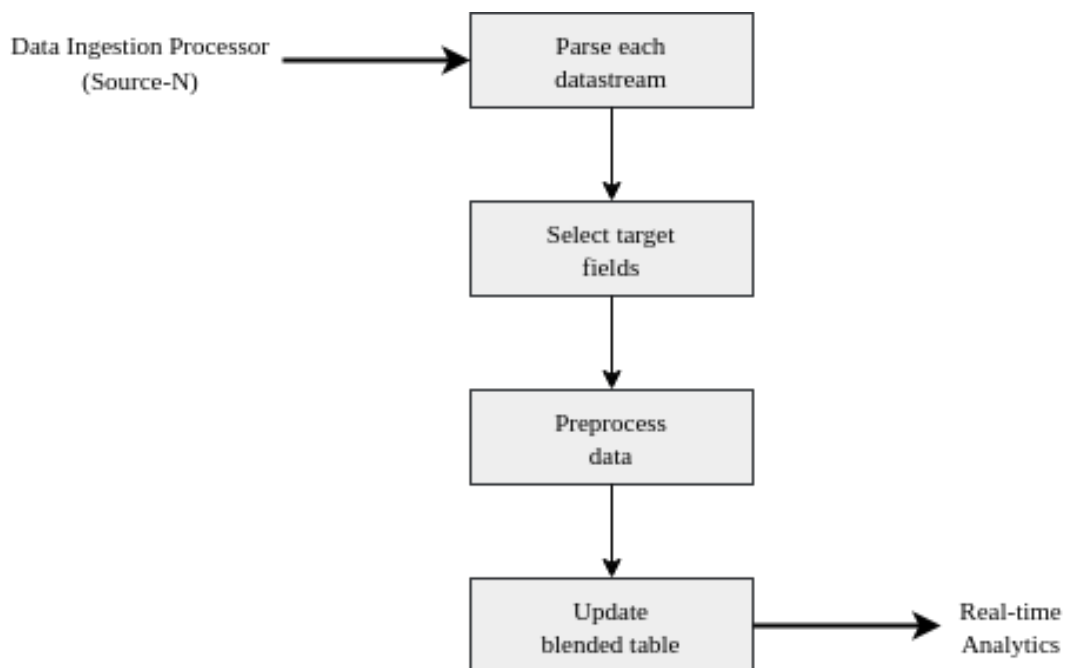 Data Ingestion Processor
(Source-N)
Parse each
datastream
Select target
fields
Preprocess
data
Update
blended table
Real-time
Analytics